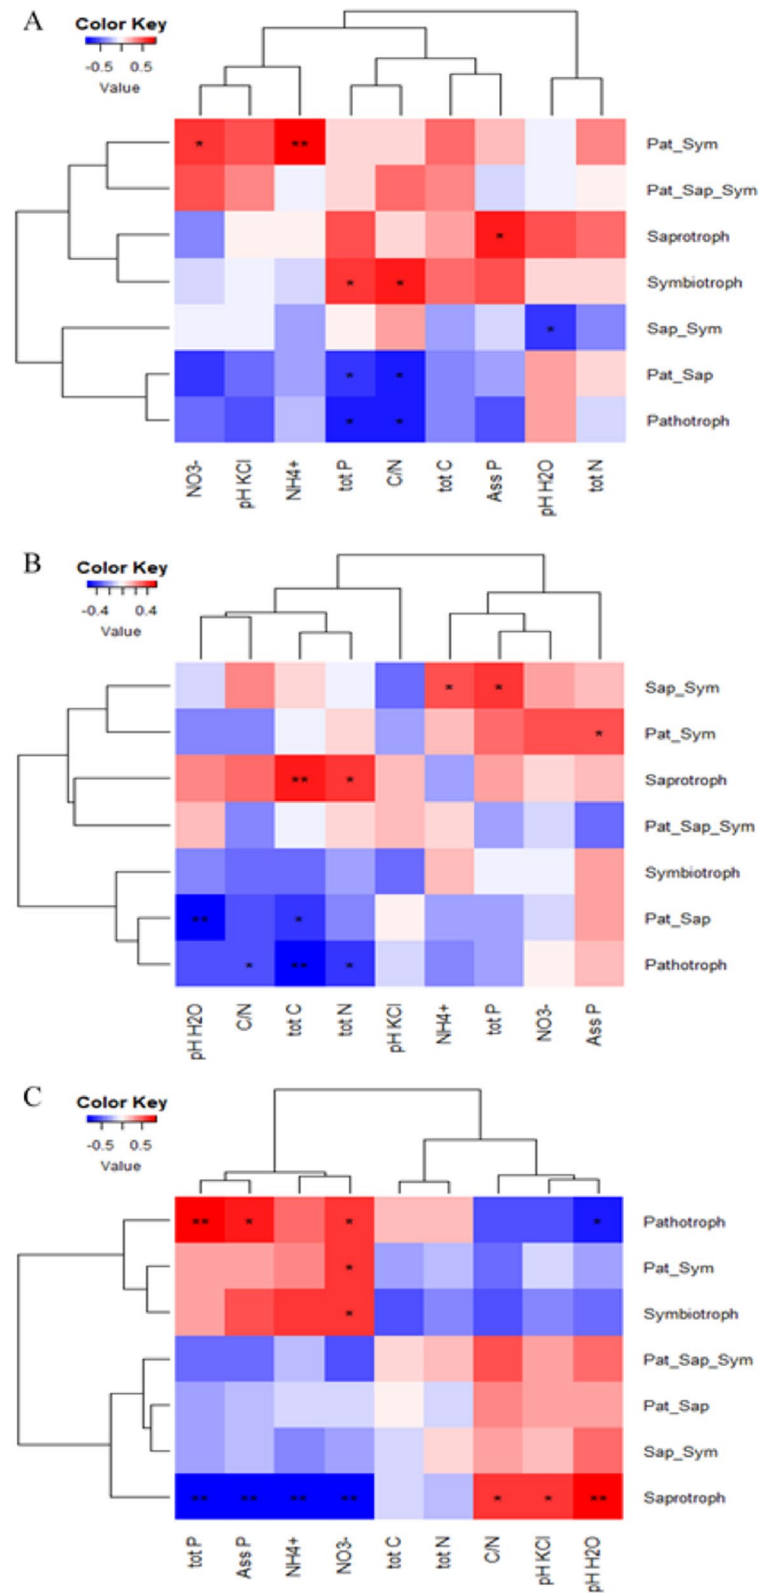 A
Color Key
-0.5 0.5
Value
* ** Pat_Sym
Pat_Sap_Sym
* Saprotroph
* * Symbiotroph
* Sap_Sym
* * Pat_Sap
* * Pathotroph
NO3- pH KCl NH4+ tot P C/N tot C Ass P pH H2O tot N
B
Color Key
-0.4 0.4
Value
* * Sap_Sym
* Pat_Sym
** * Saprotroph
Pat_Sap_Sym
Symbiotroph
** * Pat_Sap
* ** * Pathotroph
pH H2O C/N tot C tot N pH KCl NH4+ tot P NO3- Ass P
C
Color Key
-0.5 0.5
Value
** * * * Pathotroph
* Pat_Sym
* Symbiotroph
Pat_Sap_Sym
Pat_Sap
Sap_Sym
** ** ** ** * * ** Saprotroph
tot P Ass P NH4+ NO3- tot C tot N C/N pH KCl pH H2O